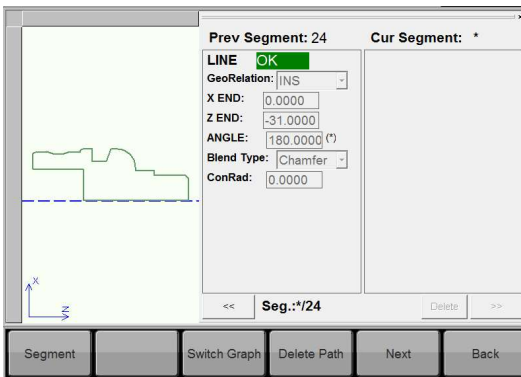 Prev Segment: 24
Cur Segment: *
LINE OK
GeoRelation: INS
X END: 0.0000
Z END: -31.0000
ANGLE: 180.0000 (*)
Blend Type: Chamfer
ConRad: 0.0000
X
Z
<< Seg.:*/24 Delete >>
Segment Switch Graph Delete Path Next Back